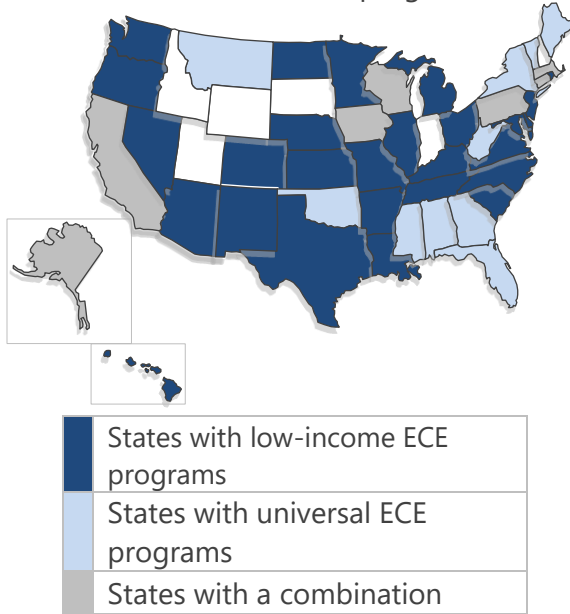 States with low-income ECE
programs
States with universal ECE
programs
States with a combination